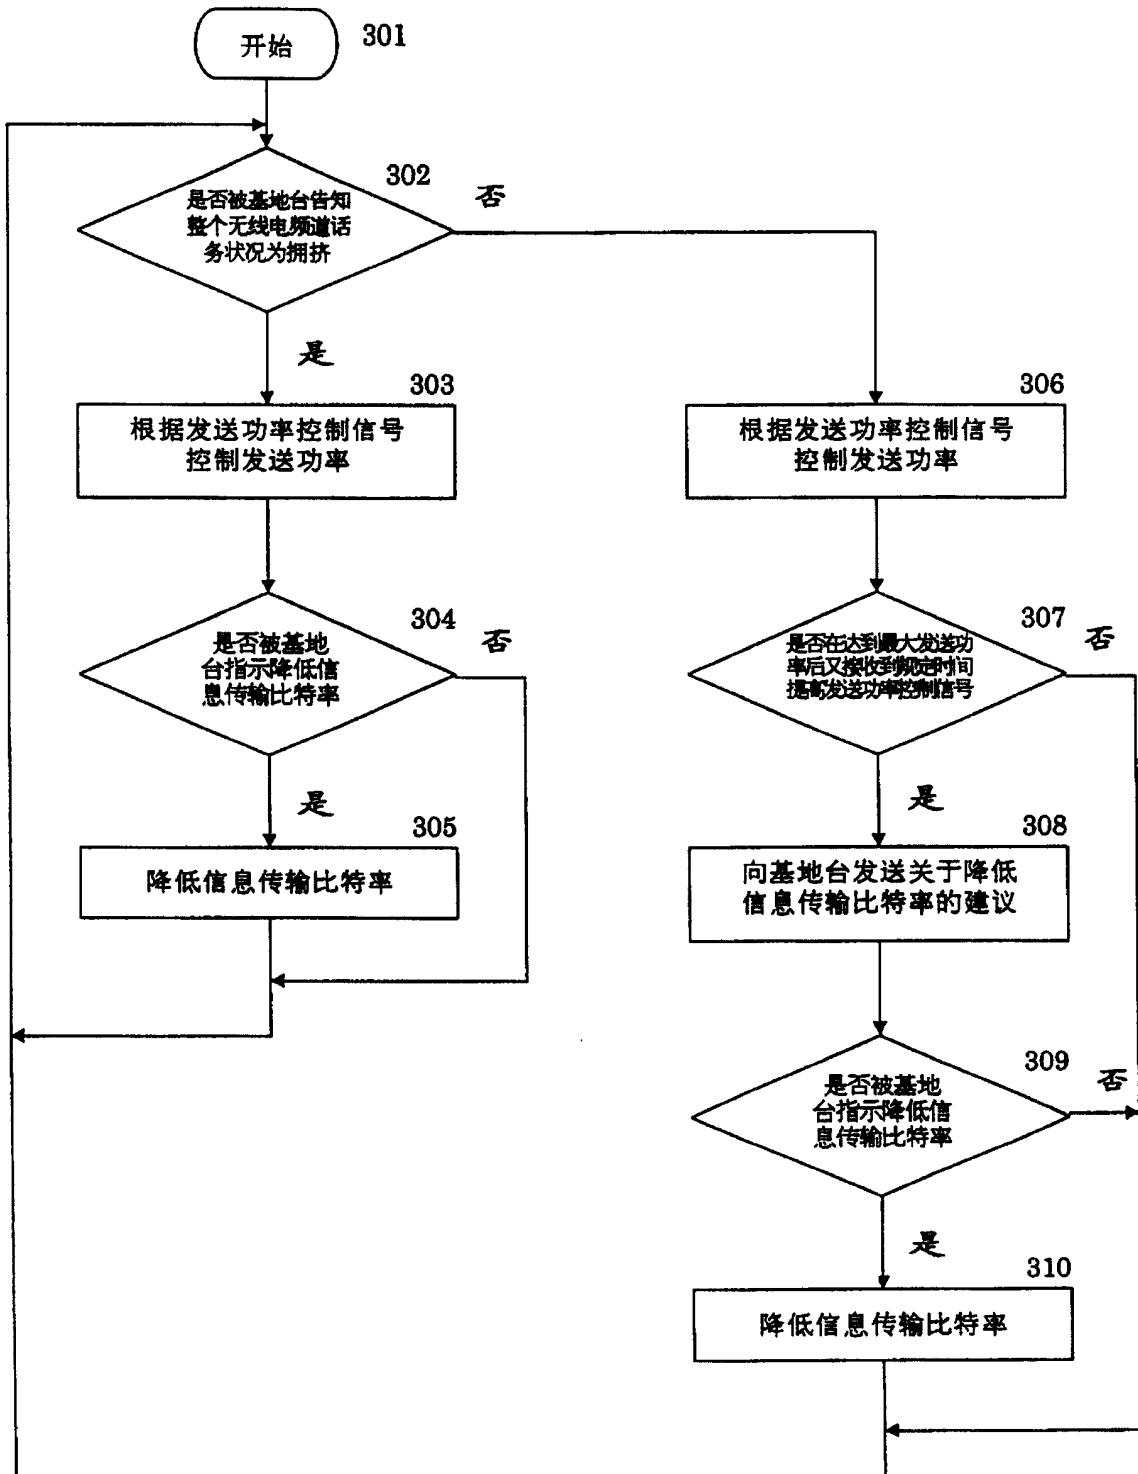 开始
301
302
是否被基地台告知
整个无线电频道话
务状况为拥挤
否
是
303
根据发送功率控制信号
控制发送功率
304
是否被基地
台指示降低信
息传输比特率
否
是
305
降低信息传输比特率
306
根据发送功率控制信号
控制发送功率
307
是否在达到最大发送功
率后又接收到规定时间
提高发送功率控制信号
否
是
308
向基地台发送关于降低
信息传输比特率的建议
309
是否被基地
台指示降低信
息传输比特率
否
是
310
降低信息传输比特率